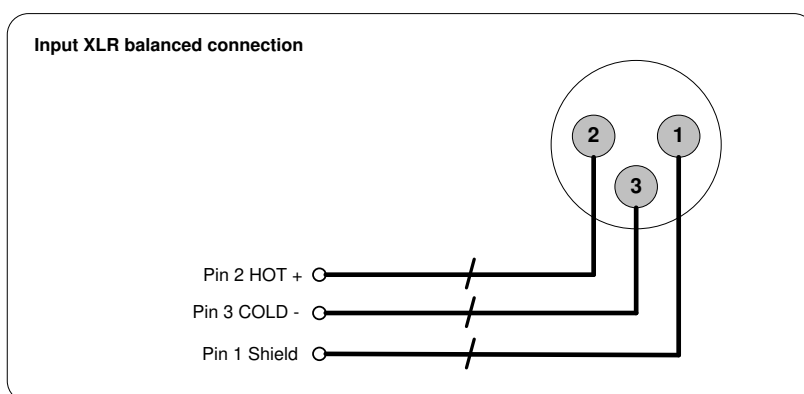 Input XLR balanced connection
2
1
3
Pin 2 HOT +
Pin 3 COLD -
Pin 1 Shield